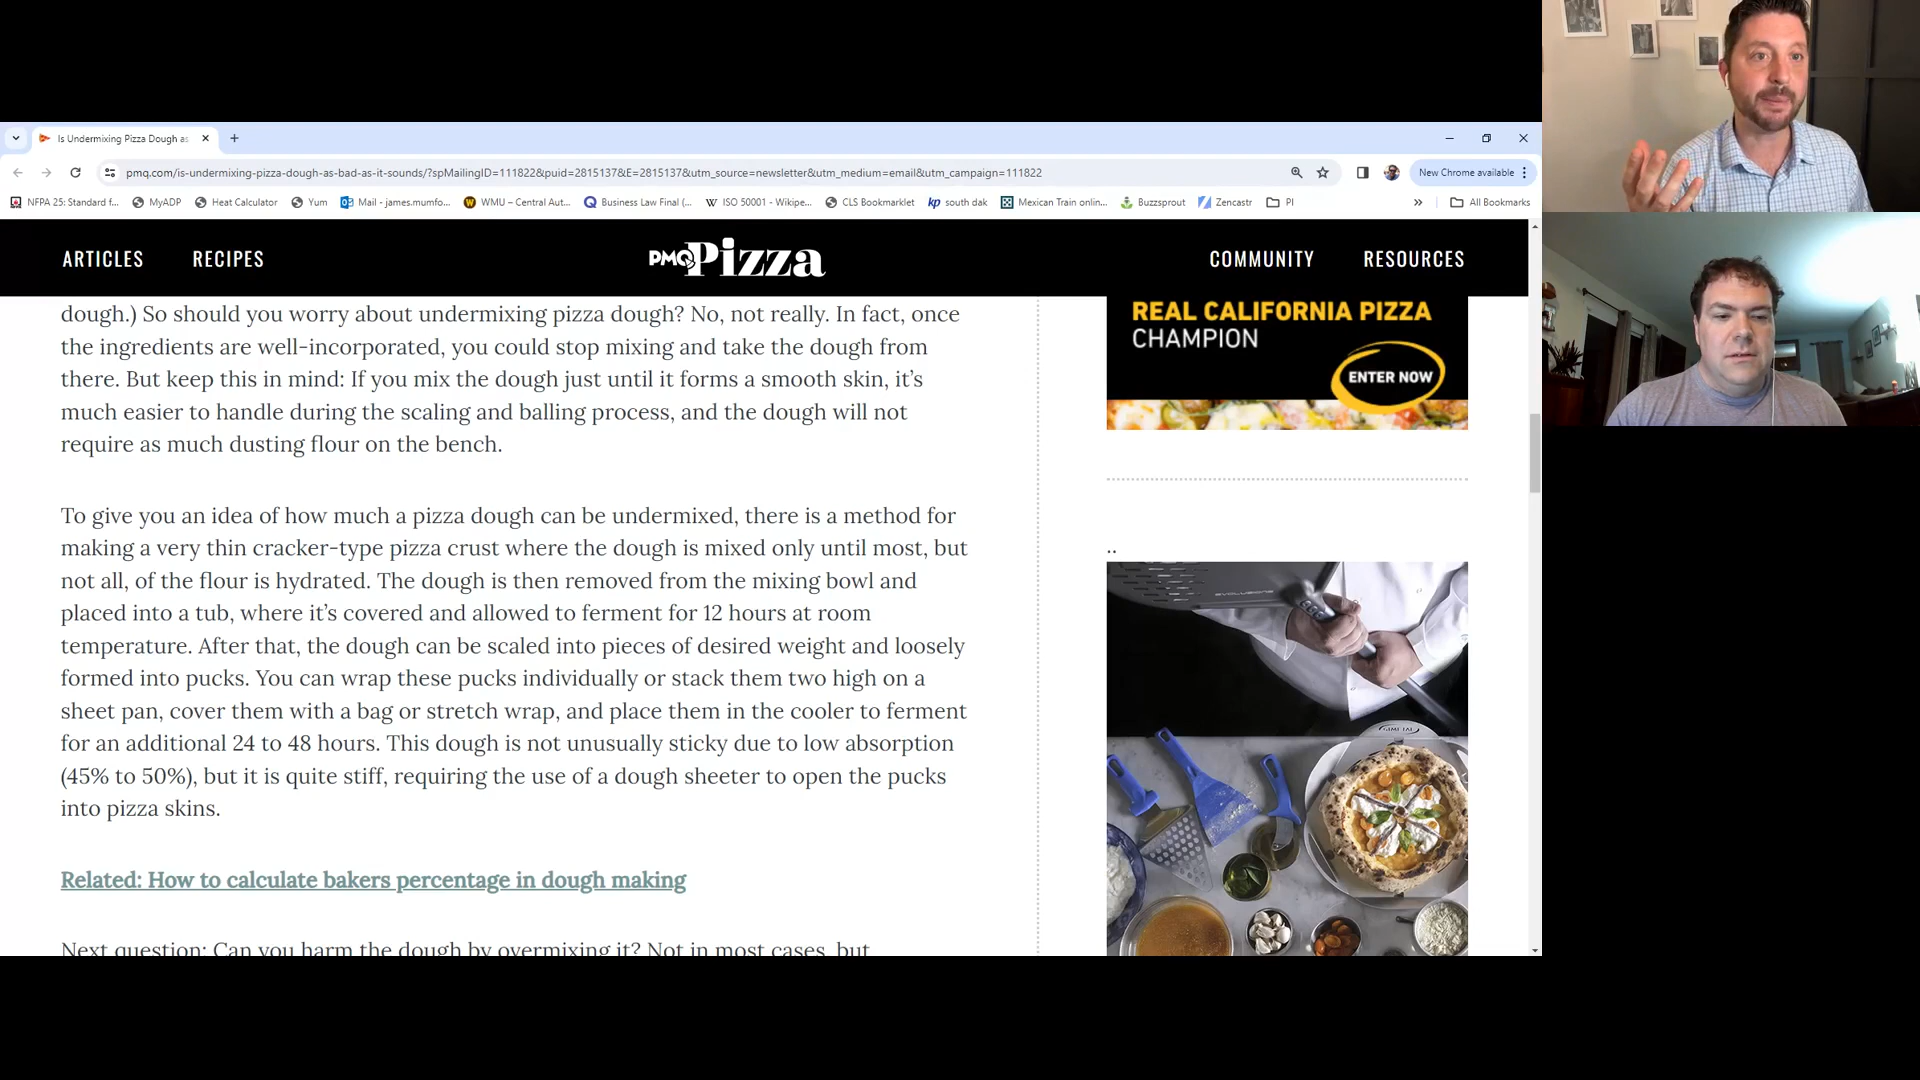 Is Undermixing Pizza Dough as
pmq.com/is-undermixing-pizza-dough-as-bad-as-it-sounds/?spMailingID=111822&puid=2815137&E=2815137&utm_source=newsletter&utm_medium=email&utm_campaign=111822
New Chrome available
NFPA 25: Standard f...
MyADP
Heat Calculator
Yum
Mail - james.mumfo...
WMU – Central Aut...
Business Law Final (...
ISO 50001 - Wikipe...
CLS Bookmarklet
kp south dak
Mexican Train onlin...
Buzzsprout
Zencastr
PI
»
All Bookmarks
ARTICLES
RECIPES
PMQ Pizza
COMMUNITY
RESOURCES
dough.) So should you worry about undermixing pizza dough? No, not really. In fact, once
the ingredients are well-incorporated, you could stop mixing and take the dough from
there. But keep this in mind: If you mix the dough just until it forms a smooth skin, it’s
much easier to handle during the scaling and balling process, and the dough will not
require as much dusting flour on the bench.
To give you an idea of how much a pizza dough can be undermixed, there is a method for
making a very thin cracker-type pizza crust where the dough is mixed only until most, but
not all, of the flour is hydrated. The dough is then removed from the mixing bowl and
placed into a tub, where it’s covered and allowed to ferment for 12 hours at room
temperature. After that, the dough can be scaled into pieces of desired weight and loosely
formed into pucks. You can wrap these pucks individually or stack them two high on a
sheet pan, cover them with a bag or stretch wrap, and place them in the cooler to ferment
for an additional 24 to 48 hours. This dough is not unusually sticky due to low absorption
(45% to 50%), but it is quite stiff, requiring the use of a dough sheeter to open the pucks
into pizza skins.
Related: How to calculate bakers percentage in dough making
Next question: Can you harm the dough by overmixing it? Not in most cases, but
REAL CALIFORNIA PIZZA
CHAMPION
ENTER NOW
..